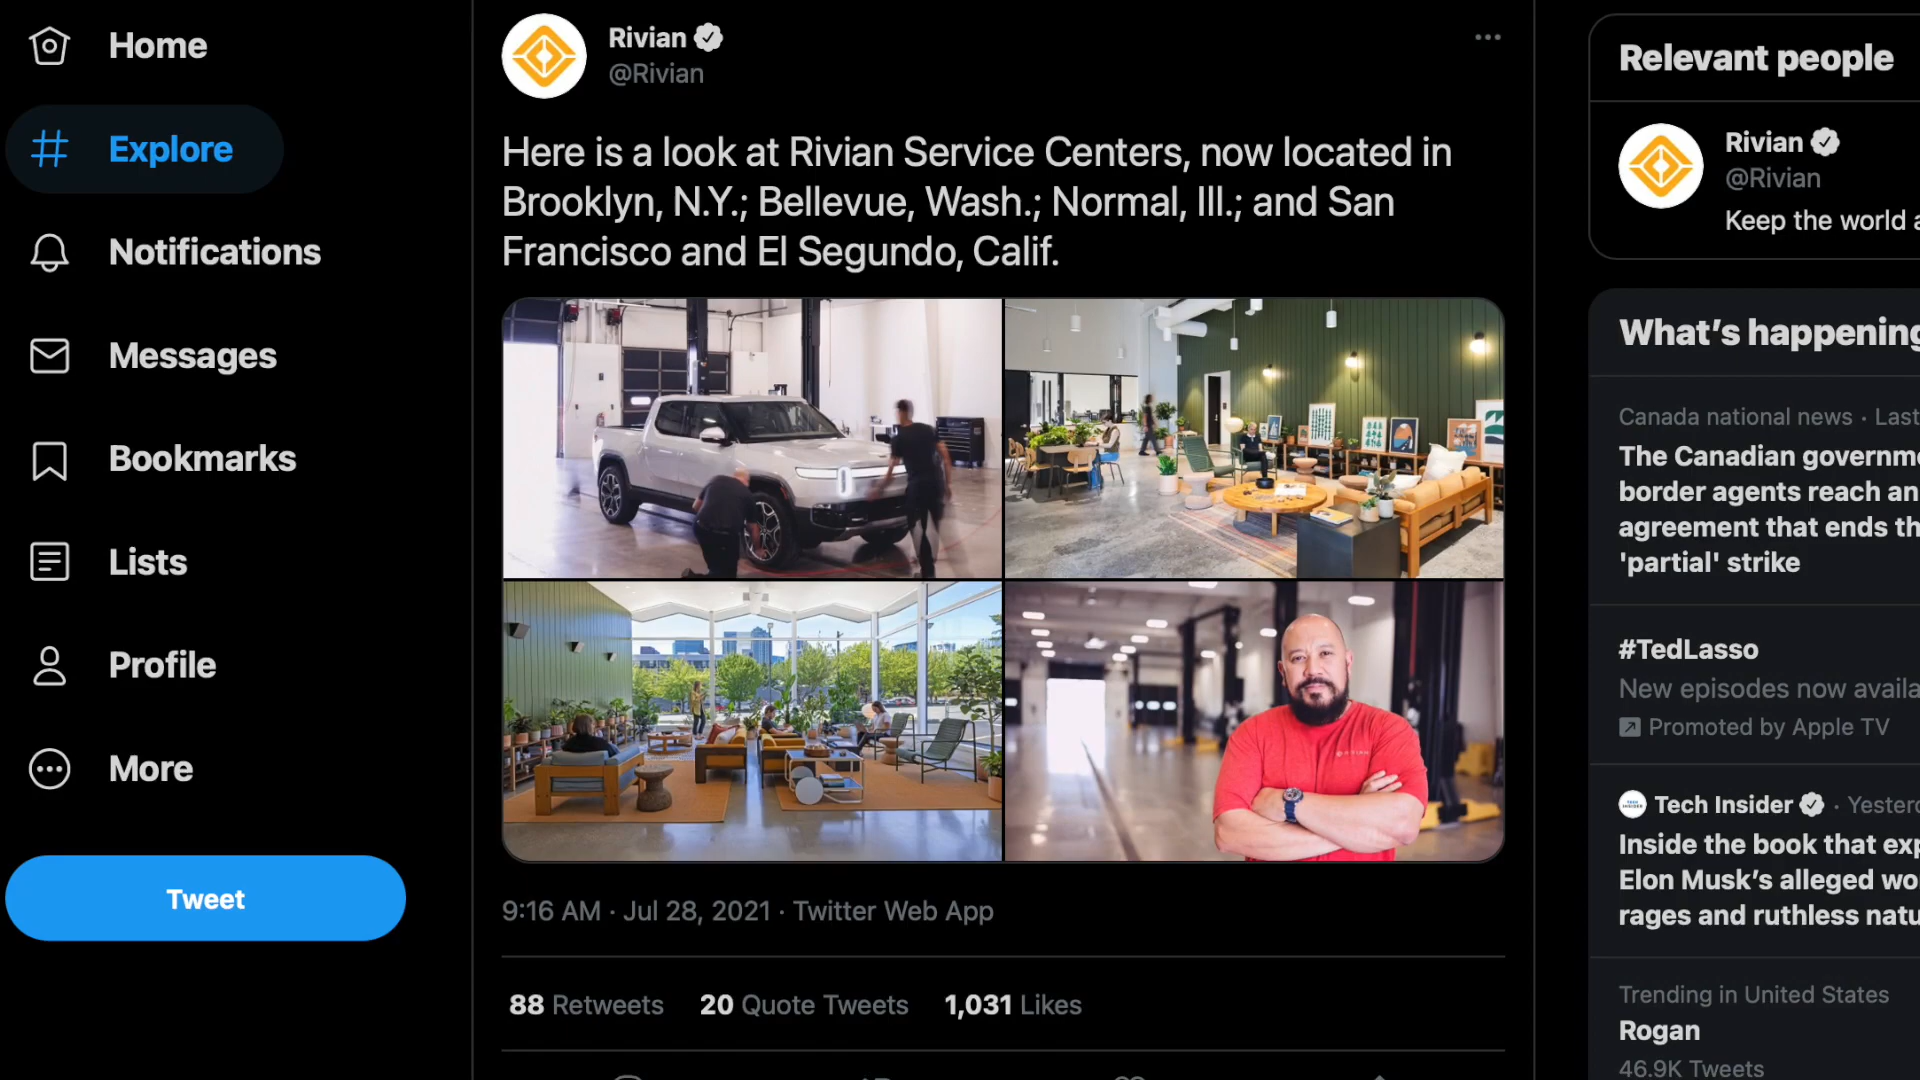 Home
Explore
Notifications
Messages
Bookmarks
Lists
Profile
More
Tweet
Rivian
@Rivian
Here is a look at Rivian Service Centers, now located in
Brooklyn, N.Y.; Bellevue, Wash.; Normal, Ill.; and San
Francisco and El Segundo, Calif.
RIVIAN
9:16 AM · Jul 28, 2021 · Twitter Web App
88 Retweets 20 Quote Tweets 1,031 Likes
Relevant people
Rivian
@Rivian
Keep the world a
What's happening
Canada national news · Last
The Canadian governme
border agents reach an
agreement that ends th
'partial' strike
#TedLasso
New episodes now availa
Promoted by Apple TV
Tech Insider · Yester
Inside the book that exp
Elon Musk's alleged wo
rages and ruthless natu
Trending in United States
Rogan
46.9K Tweets